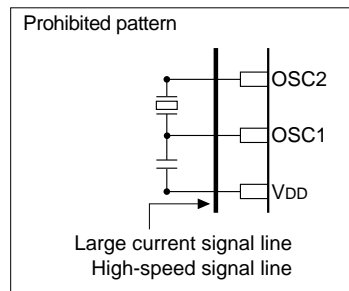 Prohibited pattern
OSC2
OSC1
VDD
Large current signal line
High-speed signal line